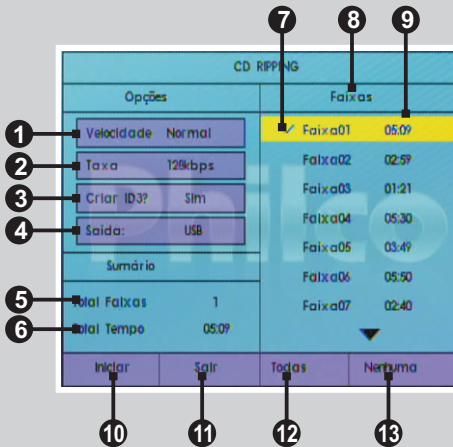 7 8 9
CD RIPPING
Opções Faixas
1 Velocidade Normal
2 Taxa 128kbps
3 Criar ID3? Sim
4 Saída: USB
Sumário
5 Total Faixas 1
6 Total Tempo 05:09
✓ Faixa01 05:09
Faixa02 02:59
Faixa03 01:21
Faixa04 05:30
Faixa05 03:49
Faixa06 05:50
Faixa07 02:40
Philco
Iniciar Sair Todas Nenhuma
10 11 12 13